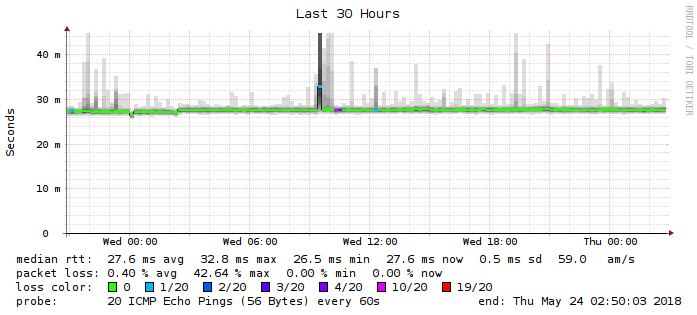 Last 30 Hours
RRDTOOL / TOBI OETIKER
Seconds
40 m
30 m
20 m
10 m
0
Wed 00:00 Wed 06:00 Wed 12:00 Wed 18:00 Thu 00:00
median rtt: 27.6 ms avg 32.8 ms max 26.5 ms min 27.6 ms now 0.5 ms sd 59.0 am/s
packet loss: 0.40 % avg 42.64 % max 0.00 % min 0.00 % now
loss color: 0 1/20 2/20 3/20 4/20 10/20 19/20
probe: 20 ICMP Echo Pings (56 Bytes) every 60s end: Thu May 24 02:50:03 2018